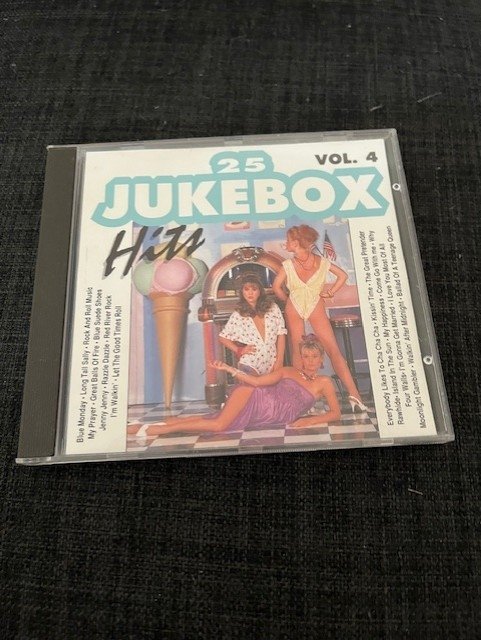 25
VOL. 4
JUKEBOX
Hits
Blue Monday • Long Tall Sally • Rock And Roll Music
My Prayer • Great Balls Of Fire • Blue Suede Shoes
Jenny Jenny • Razzle Dazzle • Red River Rock
I'm Walkin' • Let The Good Times Roll
Everybody Likes To Cha Cha Cha • Kissin' Time • The Great Pretender
Rawhide • Island In The Sun • My Happiness • Come Go With me • Why
Four Walls • I'm Gonna Get Married • I Love You Most Of All
Moonlight Gambler • Walkin' After Midnight • Ballad Of A Teenage Queen